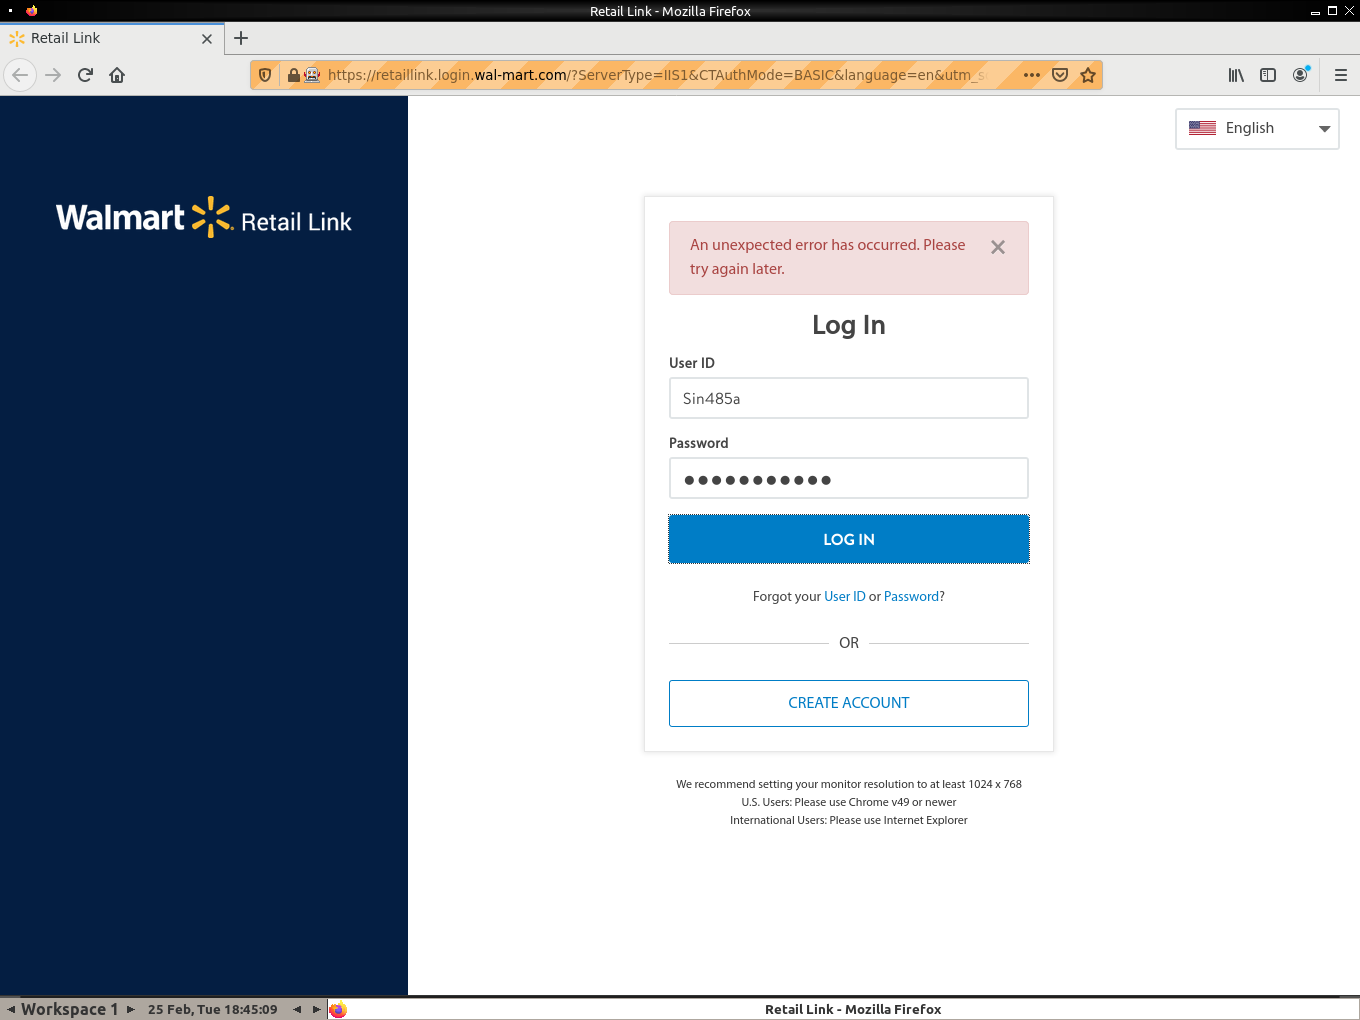 Retail Link - Mozilla Firefox
Retail Link
https://retaillink.login.wal-mart.com/?ServerType=IIS1&CTAuthMode=BASIC&language=en&utm_s
English
Walmart Retail Link
An unexpected error has occurred. Please
try again later.
Log In
User ID
Sin485a
Password
LOG IN
Forgot your User ID or Password?
OR
CREATE ACCOUNT
We recommend setting your monitor resolution to at least 1024 x 768
U.S. Users: Please use Chrome v49 or newer
International Users: Please use Internet Explorer
Workspace 1
25 Feb, Tue 18:45:09
Retail Link - Mozilla Firefox